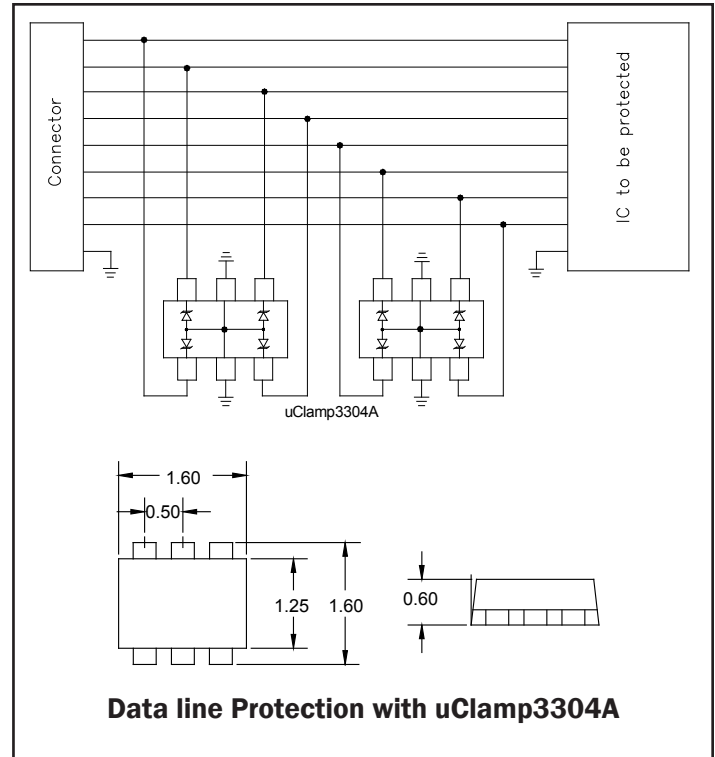 Connector
IC to be protected
uClamp3304A
1.60
0.50
1.25
1.60
0.60
Data line Protection with uClamp3304A